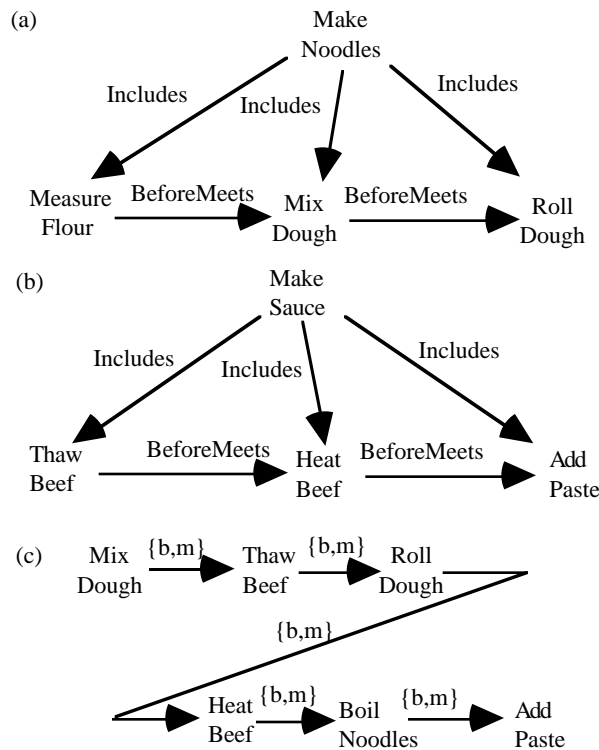 (a)
Make
Noodles
Includes
Includes
Includes
Measure
Flour
BeforeMeets
Mix
Dough
BeforeMeets
Roll
Dough
(b)
Make
Sauce
Includes
Includes
Includes
Thaw
Beef
BeforeMeets
Heat
Beef
BeforeMeets
Add
Paste
(c)
Mix
Dough
{b,m}
Thaw
Beef
{b,m}
Roll
Dough
{b,m}
Heat
Beef
{b,m}
Boil
Noodles
{b,m}
Add
Paste